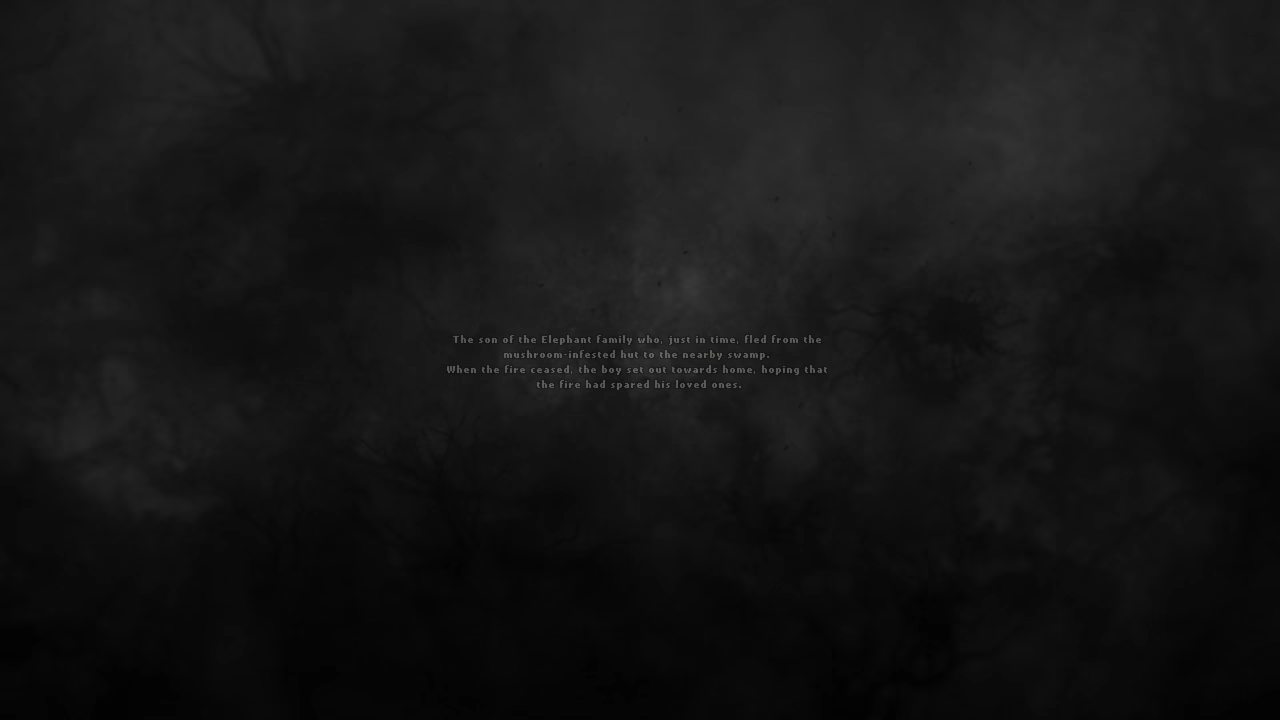 The son of the Elephant family who, just in time, fled from the
mushroom-infested hut to the nearby swamp.
When the fire ceased, the boy set out towards home, hoping that
the fire had spared his loved ones.